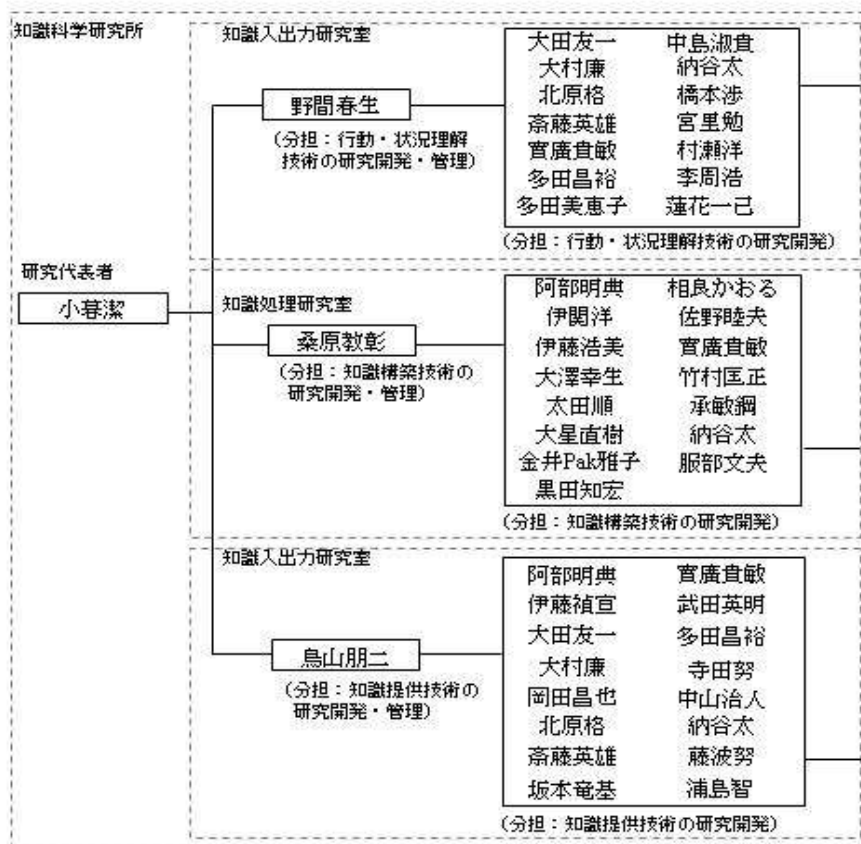 知識科学研究所
知識入出力研究室
野間春生
(分担:行動・状況理解
技術の研究開発・管理)
大田友一 中島淑貴
大村廉 納谷太
北原格 橋本渉
斎藤英雄 宮里勉
實廣貴敏 村瀬洋
多田昌裕 李周浩
多田美恵子 蓮花一己
(分担:行動・状況理解技術の研究開発)
研究代表者
小暮潔
知識処理研究室
桑原教彰
(分担:知識構築技術の
研究開発・管理)
阿部明典 相良かおる
伊関洋 佐野睦夫
伊藤浩美 實廣貴敏
大澤幸生 竹村匡正
太田順 承敏鋼
大星直樹 納谷太
金井Pak雅子 服部文夫
黒田知宏
(分担:知識構築技術の研究開発)
知識入出力研究室
鳥山朋二
(分担:知識提供技術の
研究開発・管理)
阿部明典 實廣貴敏
伊藤禎宣 武田英明
大田友一 多田昌裕
大村廉 寺田努
岡田昌也 中山治人
北原格 納谷太
斎藤英雄 藤波努
坂本竜基 浦島智
(分担:知識提供技術の研究開発)